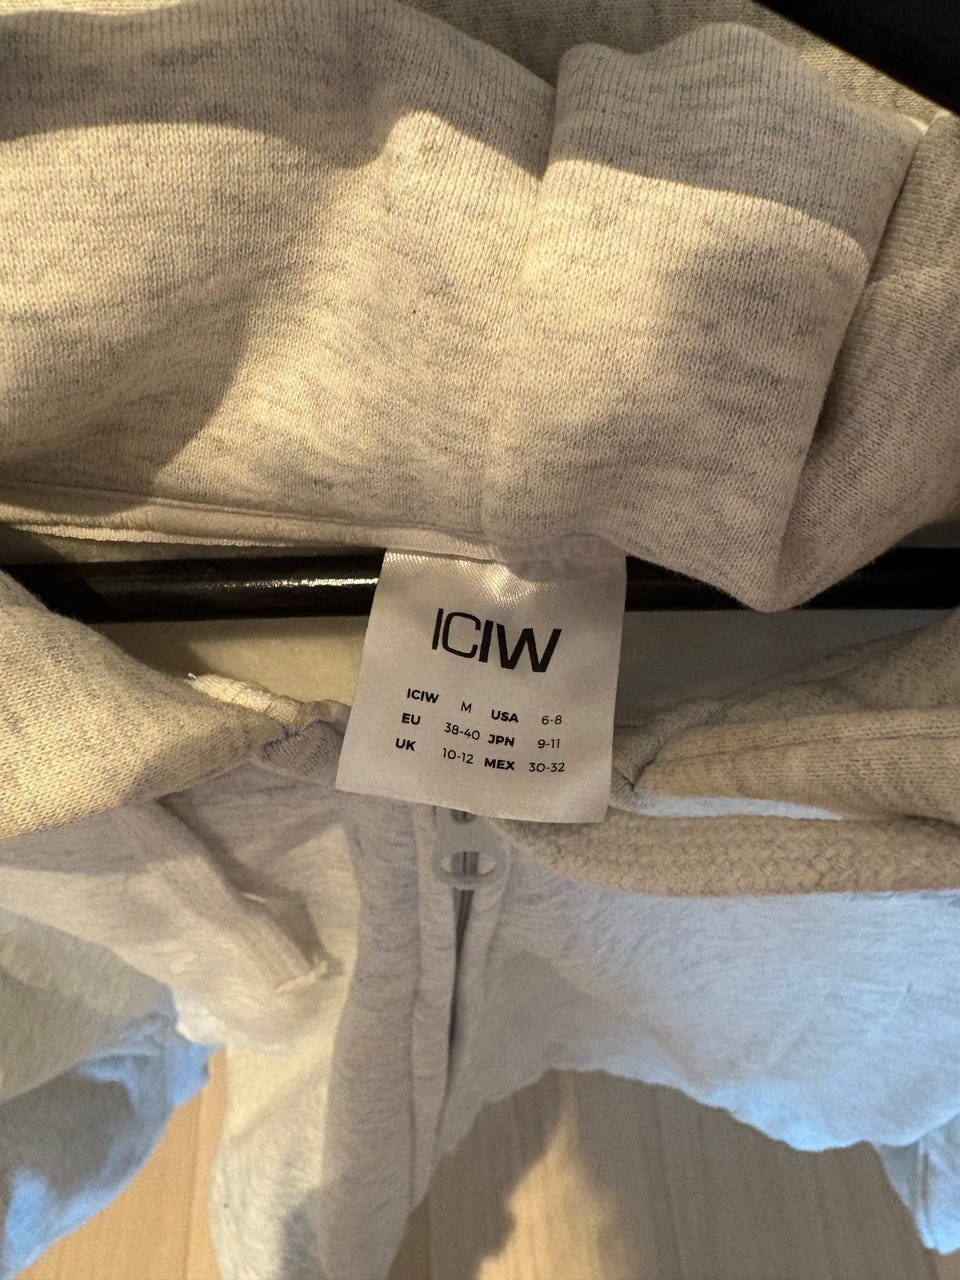 ICIW
ICIW M USA 6-8
EU 38-40 JPN 9-11
UK 10-12 MEX 30-32